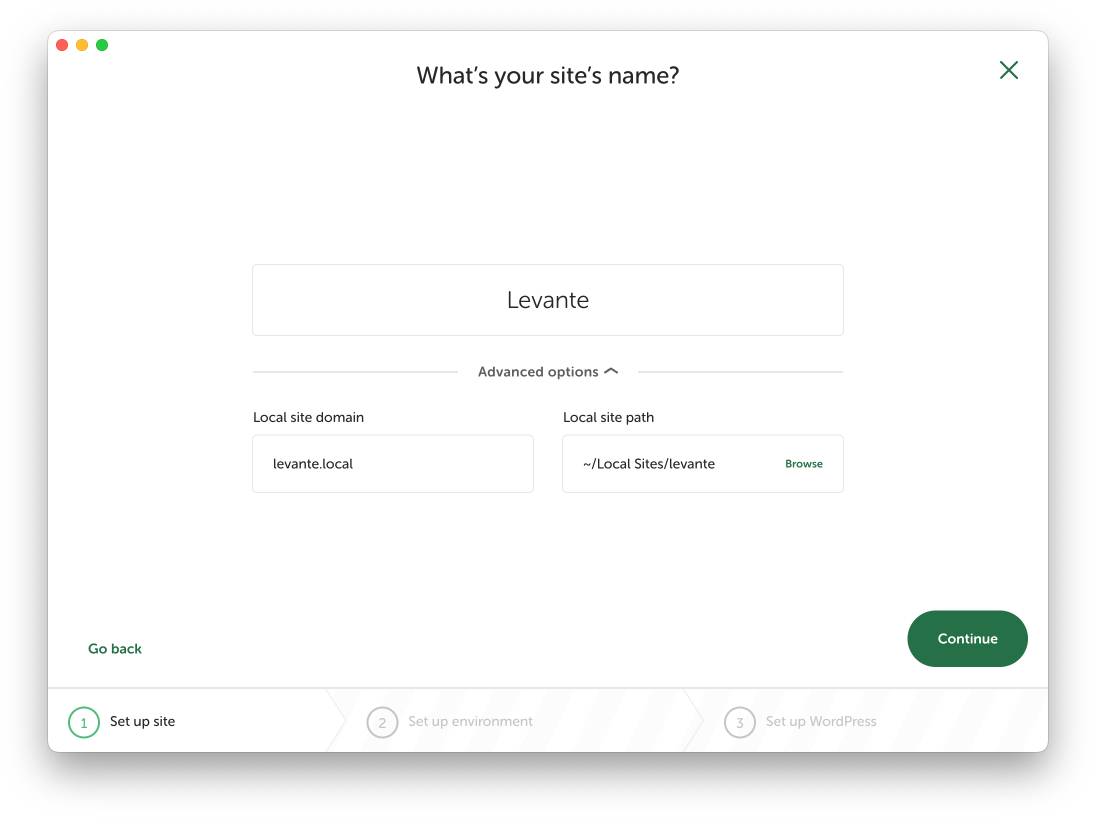 What’s your site’s name?
Levante
Advanced options
Local site domain
Local site path
levante.local
~/Local Sites/levante
Browse
Go back
Continue
1 Set up site
2 Set up environment
3 Set up WordPress